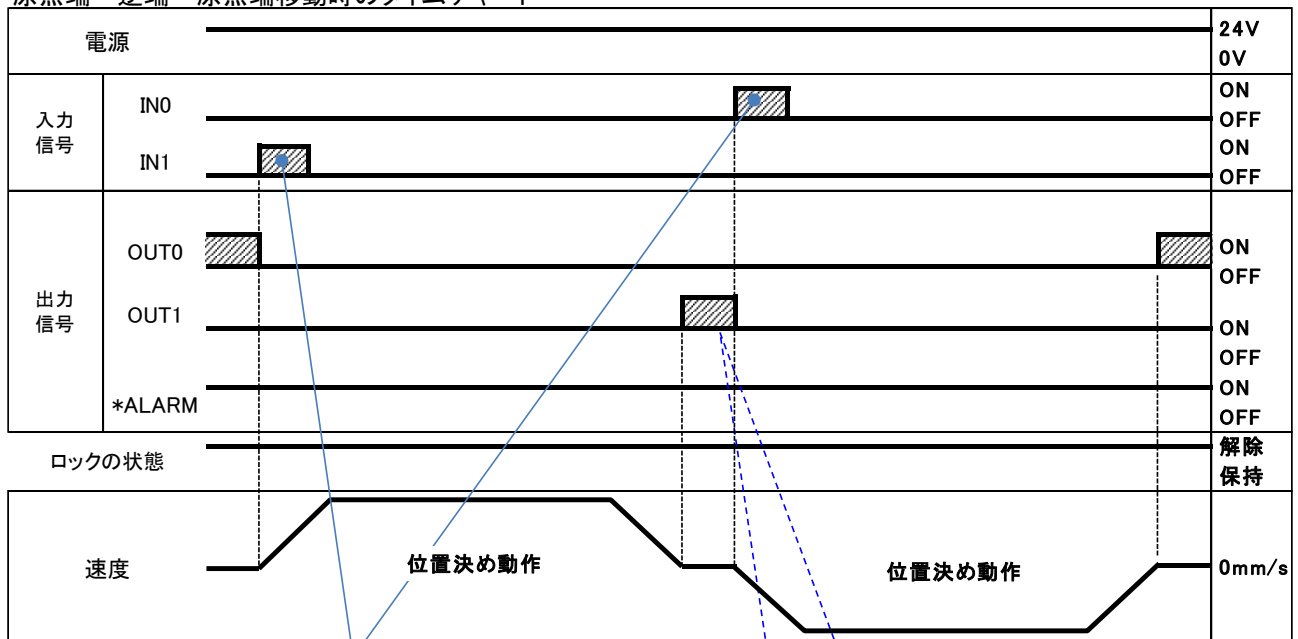 電源
24V
0V
入力
信号
IN0
ON
OFF
IN1
ON
OFF
出力
信号
OUT0
ON
OFF
OUT1
ON
OFF
*ALARM
ON
OFF
ロックの状態
解除
保持
速度
位置決め動作
位置決め動作
0mm/s